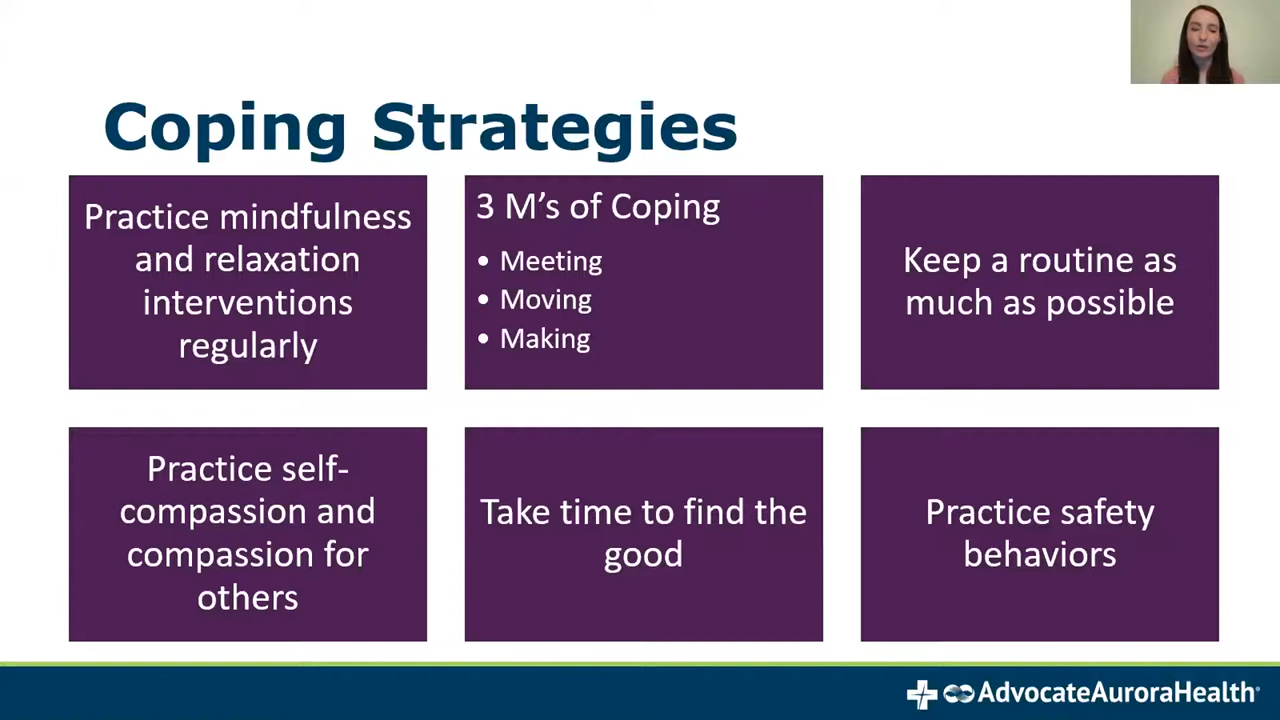 Coping Strategies
Practice mindfulness
and relaxation
interventions
regularly
3 M’s of Coping
• Meeting
• Moving
• Making
Keep a routine as
much as possible
Practice self-
compassion and
compassion for
others
Take time to find the
good
Practice safety
behaviors
AdvocateAuroraHealth®